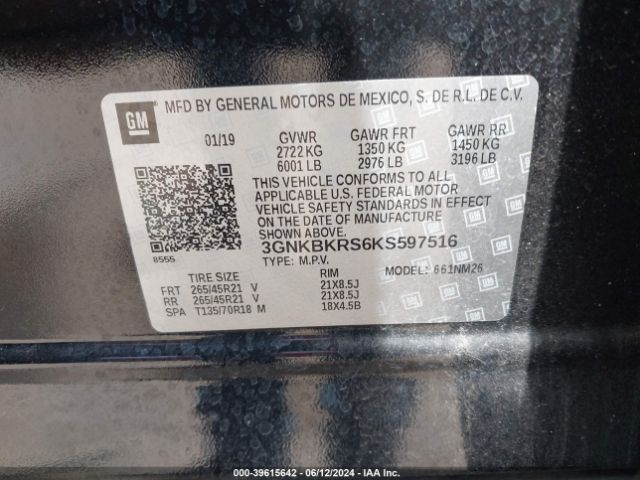 GM
MFD BY GENERAL MOTORS DE MEXICO, S. DE R.L. DE C.V.
01/19 GVWR GAWR FRT GAWR RR
2722 KG 1350 KG 1450 KG
6001 LB 2976 LB 3196 LB
THIS VEHICLE CONFORMS TO ALL
APPLICABLE U.S. FEDERAL MOTOR
VEHICLE SAFETY STANDARDS IN EFFECT
ON THE DATE OF MANUFACTURE
SHOWN ABOVE.
3GNKBKRS6KS597516
8555
TYPE: M.P.V. MODEL: 661NM26
TIRE SIZE RIM
FRT 265/45R21 V 21X8.5J
RR 265/45R21 V 21X8.5J
SPA T135/70R18 M 18X4.5B
000-39615642 - 06/12/2024 - IAA Inc.